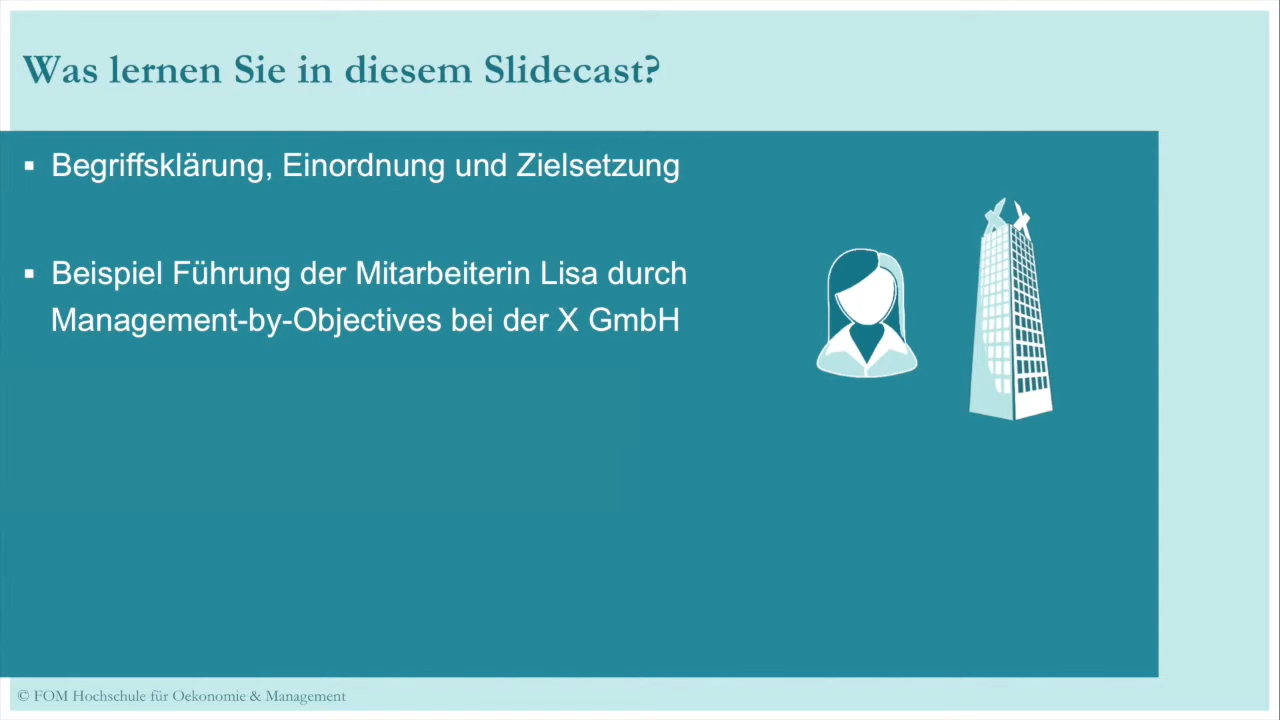 Was lernen Sie in diesem Slidecast?
▪ Begriffsklärung, Einordnung und Zielsetzung
▪ Beispiel Führung der Mitarbeiterin Lisa durch
Management-by-Objectives bei der X GmbH
© FOM Hochschule für Oekonomie & Management